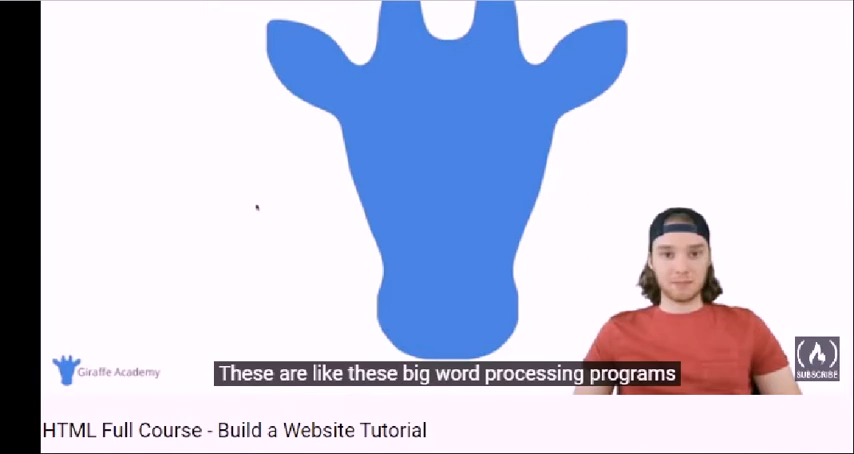 Giraffe Academy
These are like these big word processing programs
SUBSCRIBE
HTML Full Course - Build a Website Tutorial